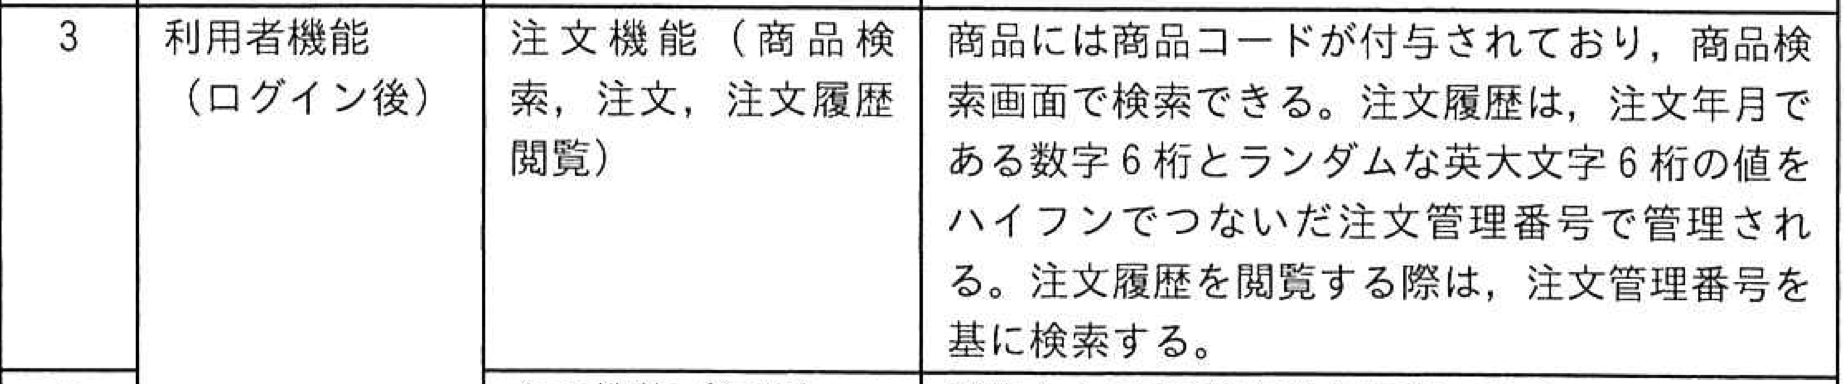 3
利用者機能
（ログイン後）
注文機能（商品検
索，注文，注文履歴
閲覧）
商品には商品コードが付与されており，商品検
索画面で検索できる。注文履歴は，注文年月で
ある数字6桁とランダムな英大文字6桁の値を
ハイフンでつないだ注文管理番号で管理され
る。注文履歴を閲覧する際は，注文管理番号を
基に検索する。